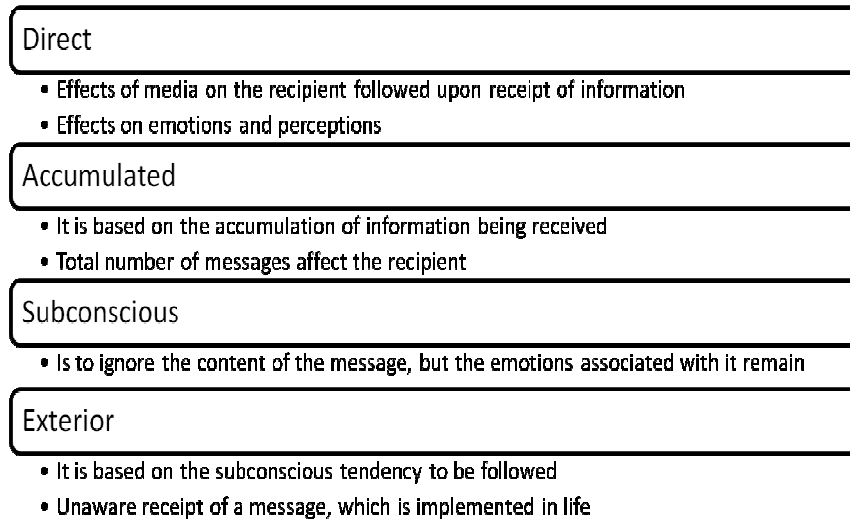 Direct
• Effects of media on the recipient followed upon receipt of information
• Effects on emotions and perceptions
Accumulated
• It is based on the accumulation of information being received
• Total number of messages affect the recipient
Subconscious
• Is to ignore the content of the message, but the emotions associated with it remain
Exterior
• It is based on the subconscious tendency to be followed
• Unaware receipt of a message, which is implemented in life